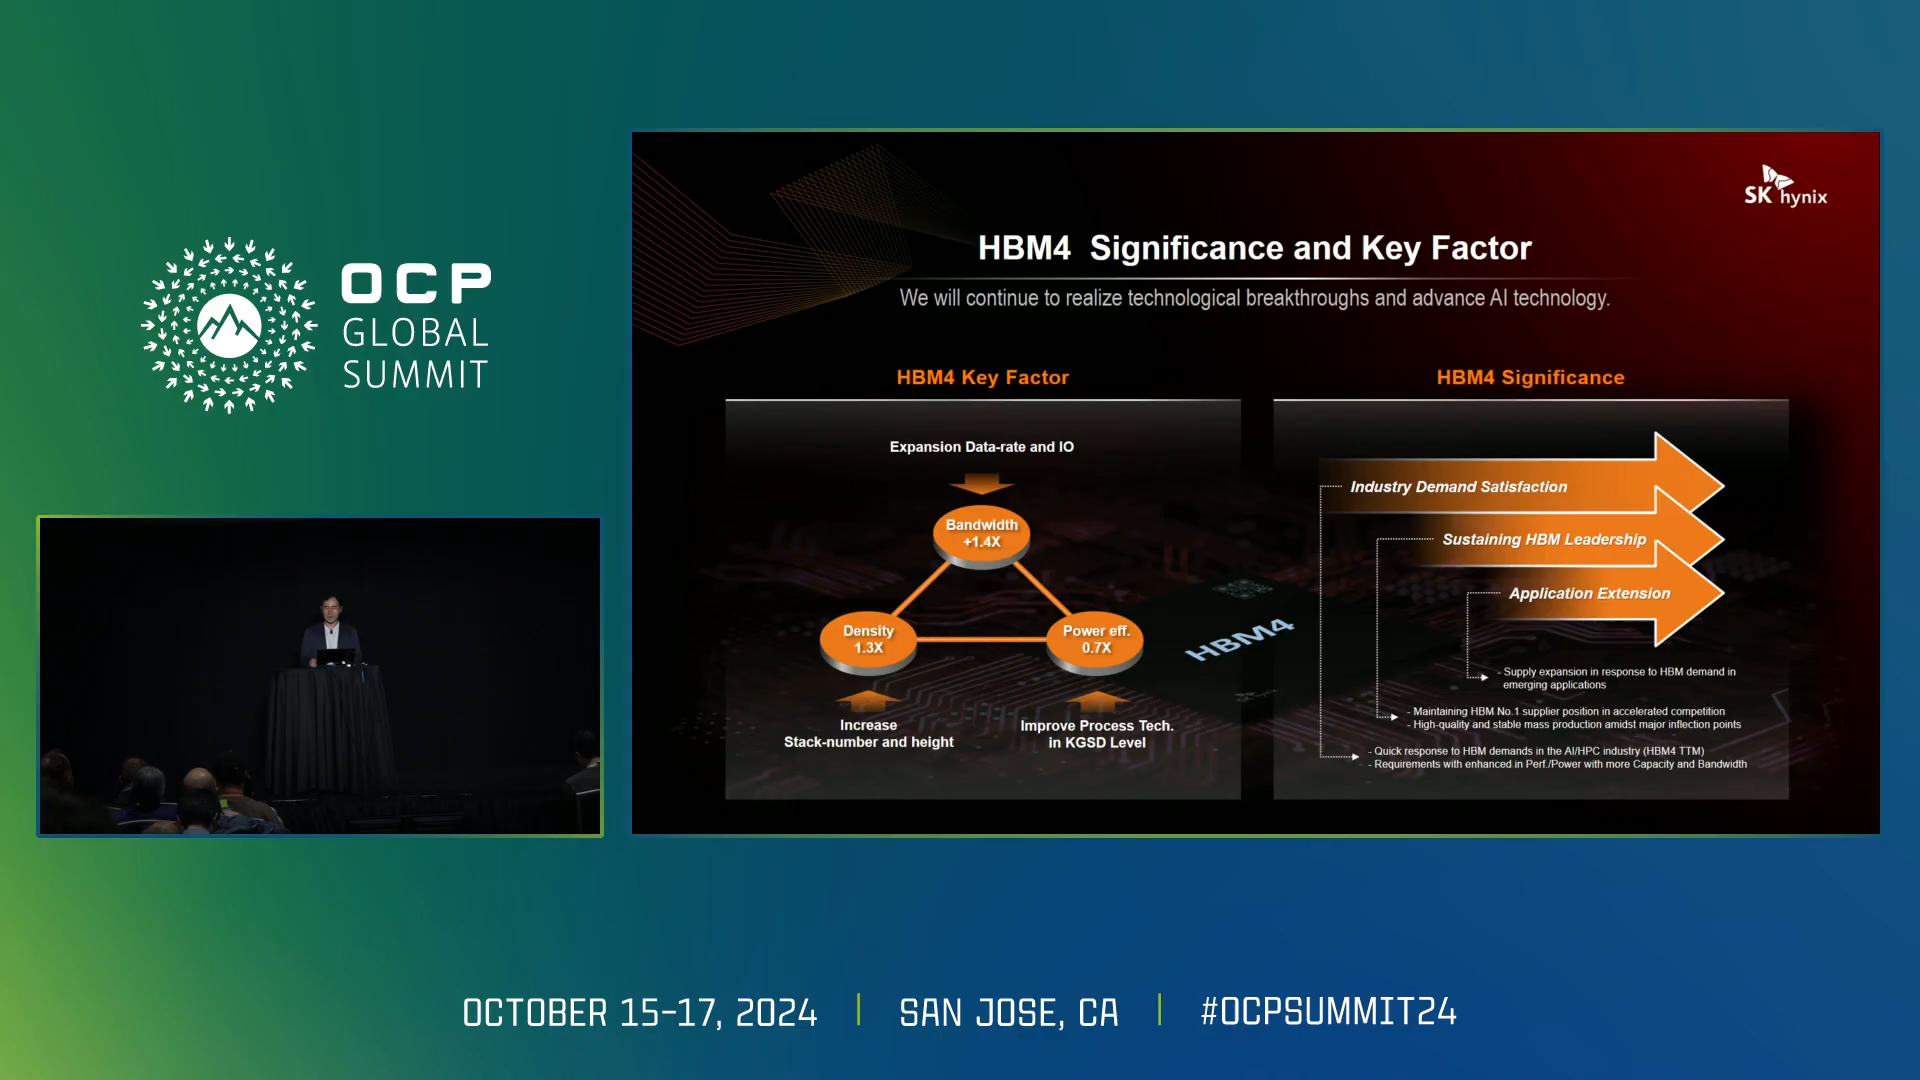 OCP
GLOBAL
SUMMIT
SK hynix
HBM4 Significance and Key Factor
We will continue to realize technological breakthroughs and advance AI technology.
HBM4 Key Factor
Expansion Data-rate and IO
Bandwidth
+1.4X
Density
1.3X
Power eff.
0.7X
Increase
Stack-number and height
Improve Process Tech.
in KGSD Level
HBM4
HBM4 Significance
Industry Demand Satisfaction
Sustaining HBM Leadership
Application Extension
- Supply expansion in response to HBM demand in
emerging applications
- Maintaining HBM No.1 supplier position in accelerated competition
- High-quality and stable mass production amidst major inflection points
- Quick response to HBM demands in the AI/HPC industry (HBM4 TTM)
- Requirements with enhanced in Perf./Power with more Capacity and Bandwidth
OCTOBER 15-17, 2024 | SAN JOSE, CA | #OCPSUMMIT24